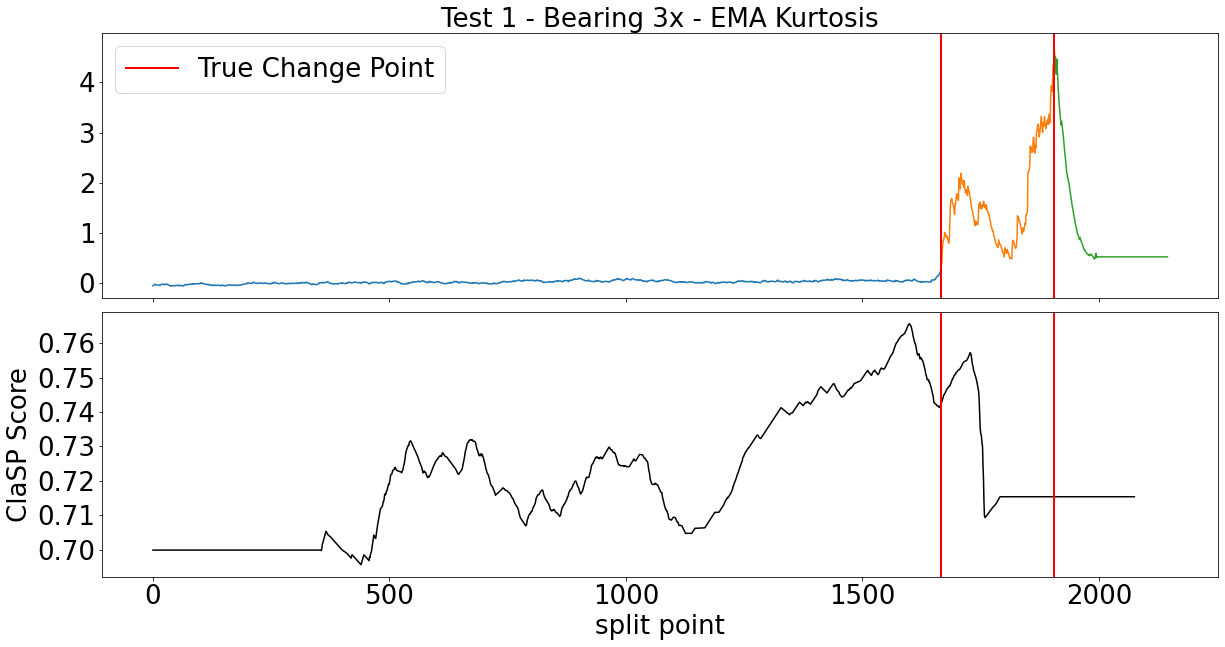 Test 1 - Bearing 3x - EMA Kurtosis
True Change Point
4
3
2
1
0
0.76
0.75
0.74
0.73
0.72
0.71
0.70
ClaSP Score
0 500 1000 1500 2000
split point